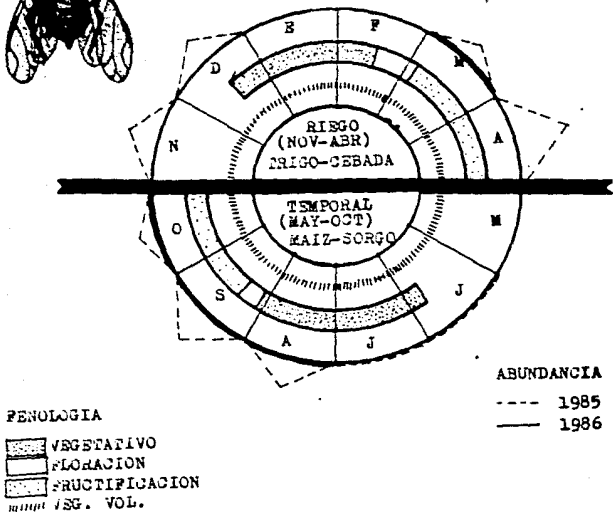 E F
D M
N A
RIEGO
(NOV-ABR)
TRIGO-CEBADA
TEMPORAL
(MAY-OCT)
MAIZ-SORGO
O M
S J
A J
ABUNDANCIA
---- 1985
—— 1986
FENOLOGIA
VEGETATIVO
FLORACION
FRUCTIFICACION
VEG. VOL.